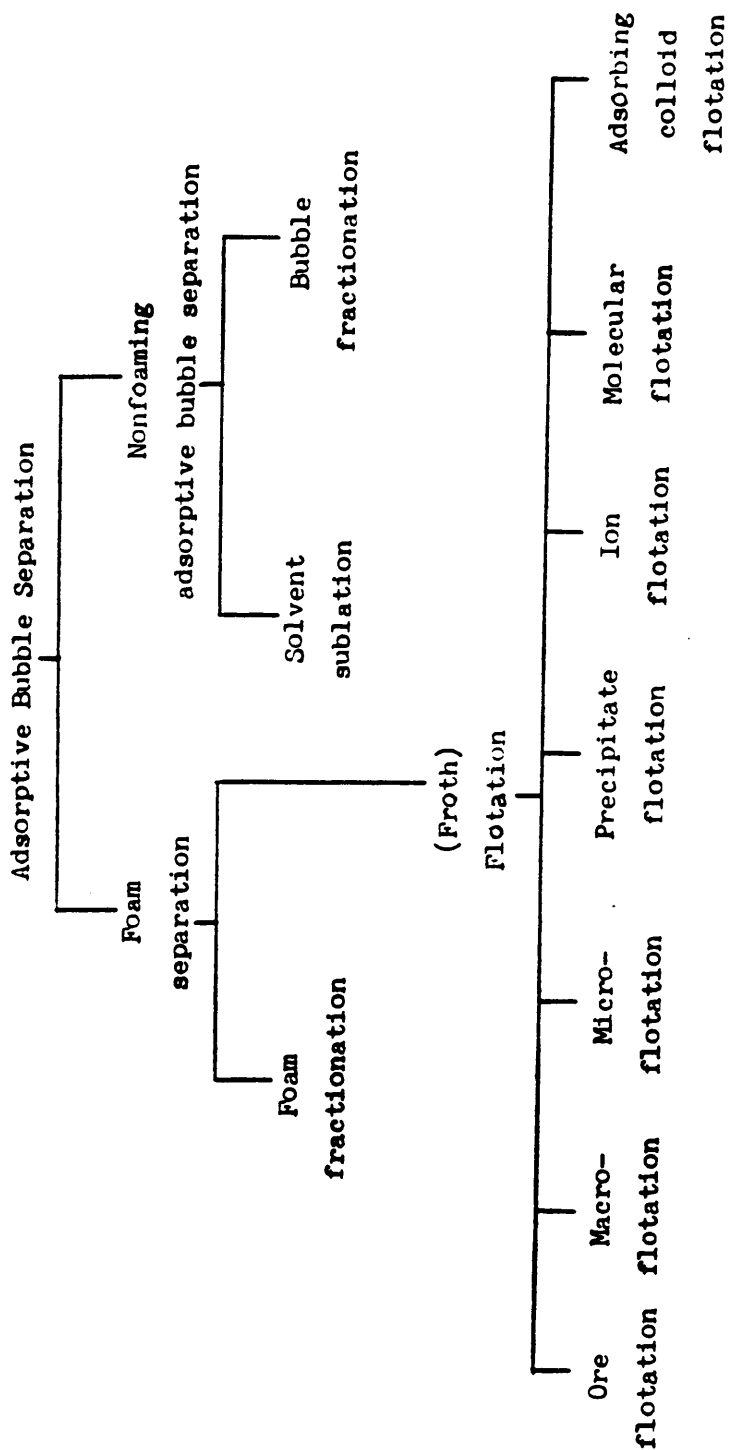 Adsorptive Bubble Separation
Foam
separation
Nonfoaming
adsorptive bubble separation
Foam
fractionation
(Froth)
Flotation
Solvent
sublation
Bubble
fractionation
Ore
flotation
Macro-
flotation
Micro-
flotation
Precipitate
flotation
Ion
flotation
Molecular
flotation
Adsorbing
colloid
flotation